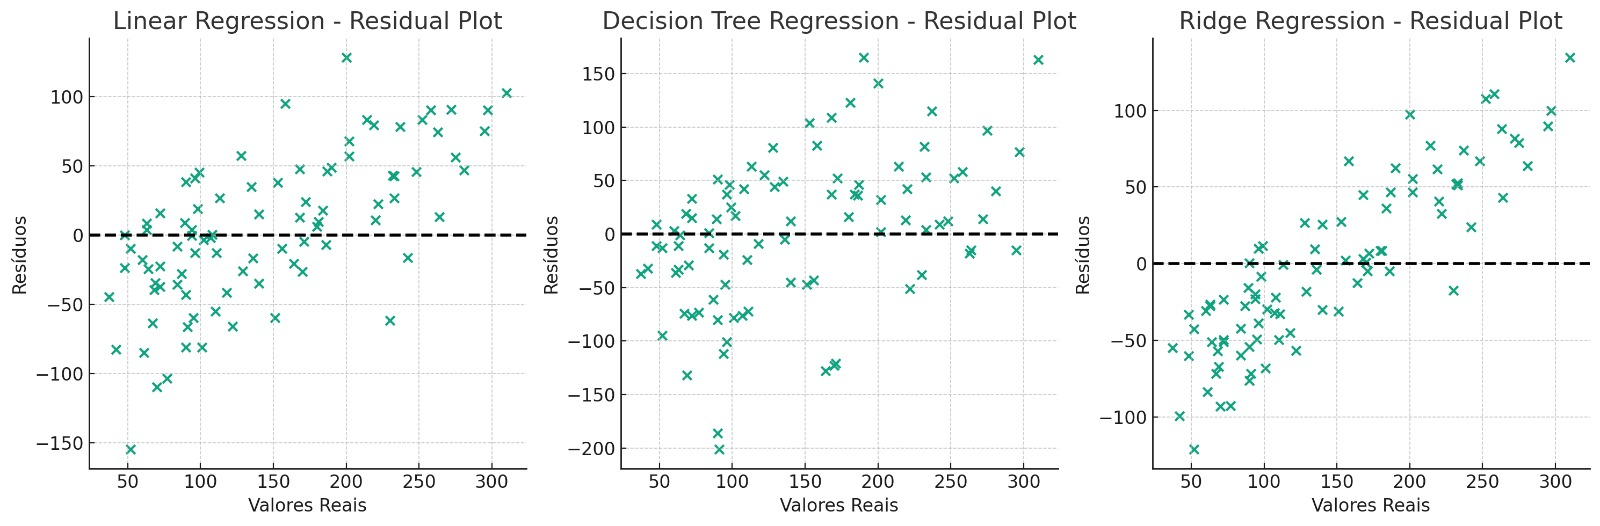 Linear Regression - Residual Plot
Resíduos
100
50
0
−50
−100
−150
50 100 150 200 250 300
Valores Reais
Decision Tree Regression - Residual Plot
Resíduos
150
100
50
0
−50
−100
−150
−200
50 100 150 200 250 300
Valores Reais
Ridge Regression - Residual Plot
Resíduos
100
50
0
−50
−100
50 100 150 200 250 300
Valores Reais